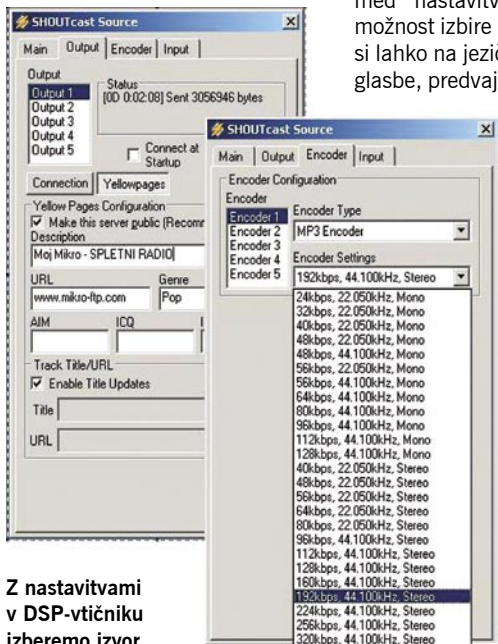 med nastavitv
možnost izbire
si lahko na jezič
glasbe, predvaj
SHOUTcast Source
Main Output Encoder Input
Output
Output 1
Output 2
Output 3
Output 4
Output 5
Status
[0D 0:02:08] Sent 3056946 bytes
Connect at
Startup
Connection Yellowpages
Yellow Pages Configuration
Make this server public (Recomm
Description
Moj Mikro - SPLETNI RADIO
URL Genre
www.mikro-ftp.com Pop
AIM ICQ
Track Title/URL
Enable Title Updates
Title
URL
SHOUTcast Source
Main Output Encoder Input
Encoder Configuration
Encoder
Encoder 1
Encoder 2
Encoder 3
Encoder 4
Encoder 5
Encoder Type
MP3 Encoder
Encoder Settings
192kbps, 44.100kHz, Stereo
24kbps, 22.050kHz, Mono
32kbps, 22.050kHz, Mono
40kbps, 22.050kHz, Mono
48kbps, 22.050kHz, Mono
48kbps, 44.100kHz, Mono
56kbps, 22.050kHz, Mono
56kbps, 44.100kHz, Mono
64kbps, 44.100kHz, Mono
80kbps, 44.100kHz, Mono
96kbps, 44.100kHz, Mono
112kbps, 44.100kHz, Mono
128kbps, 44.100kHz, Mono
40kbps, 22.050kHz, Stereo
48kbps, 22.050kHz, Stereo
56kbps, 22.050kHz, Stereo
64kbps, 22.050kHz, Stereo
80kbps, 22.050kHz, Stereo
96kbps, 44.100kHz, Stereo
112kbps, 44.100kHz, Stereo
128kbps, 44.100kHz, Stereo
160kbps, 44.100kHz, Stereo
192kbps, 44.100kHz, Stereo
224kbps, 44.100kHz, Stereo
256kbps, 44.100kHz, Stereo
320kbps, 44.100kHz, Stereo
Z nastavitvami
v DSP-vtičniku
izberemo izvor